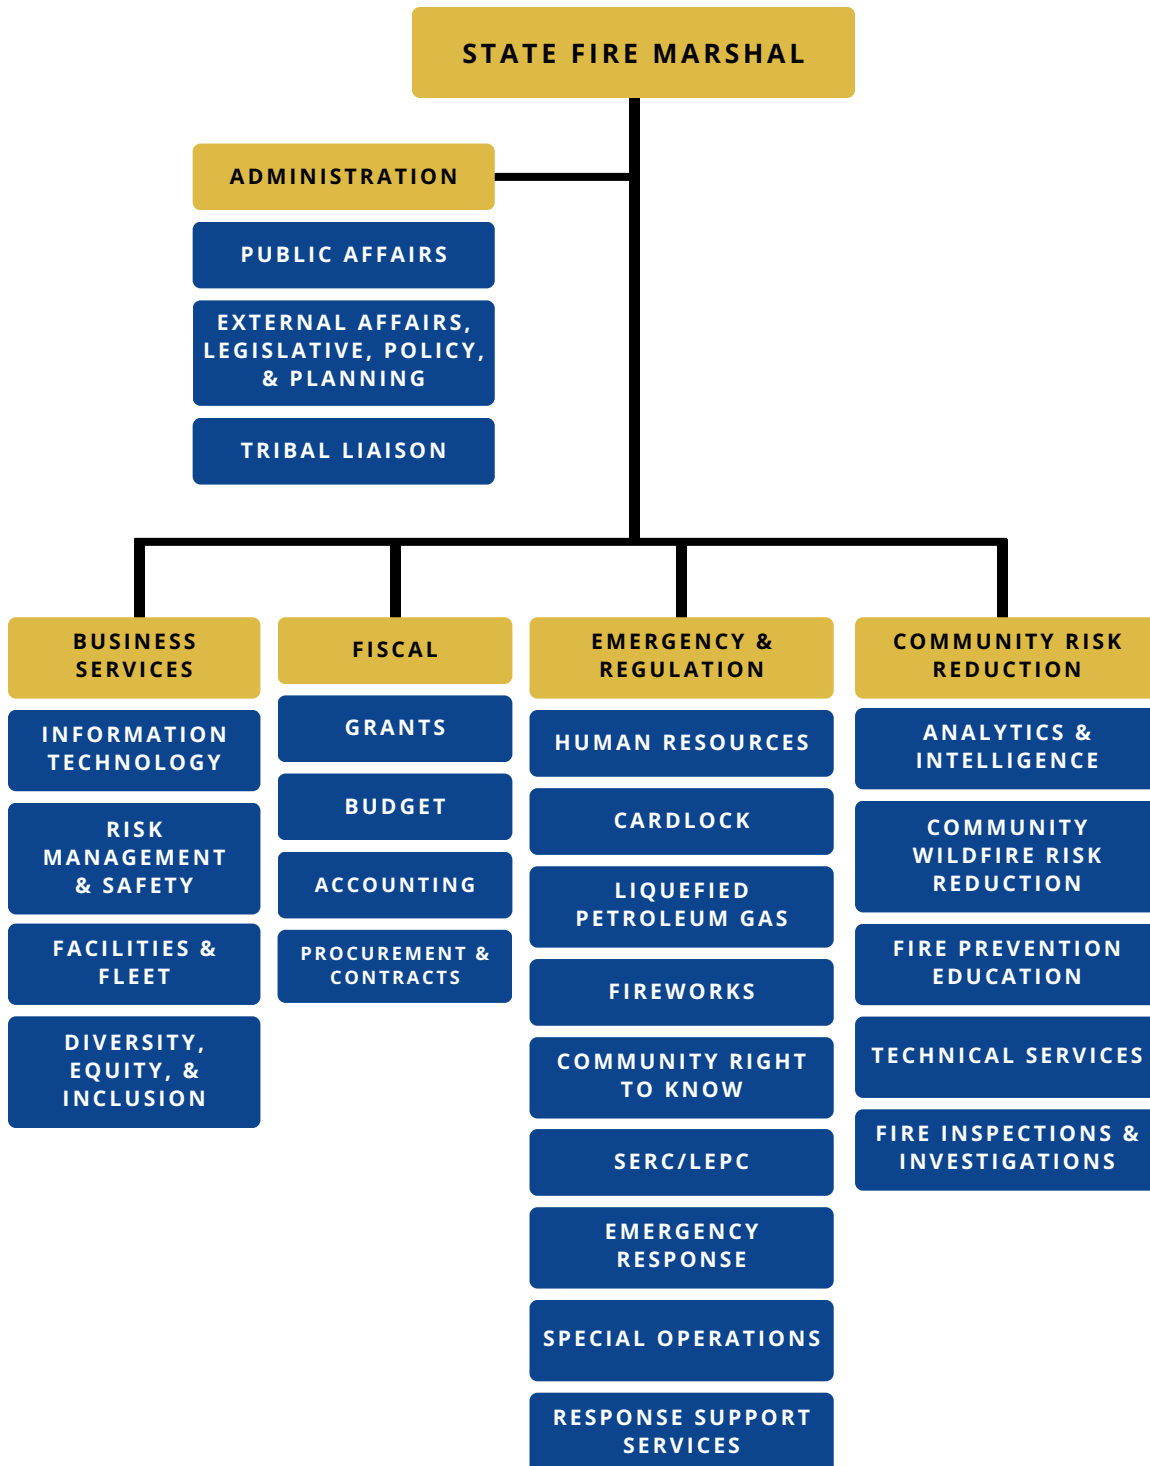 STATE FIRE MARSHAL
ADMINISTRATION
PUBLIC AFFAIRS
EXTERNAL AFFAIRS,
LEGISLATIVE, POLICY,
& PLANNING
TRIBAL LIAISON
BUSINESS
SERVICES
INFORMATION
TECHNOLOGY
RISK
MANAGEMENT
& SAFETY
FACILITIES &
FLEET
DIVERSITY,
EQUITY, &
INCLUSION
FISCAL
GRANTS
BUDGET
ACCOUNTING
PROCUREMENT &
CONTRACTS
EMERGENCY &
REGULATION
HUMAN RESOURCES
CARDLOCK
LIQUEFIED
PETROLEUM GAS
FIREWORKS
COMMUNITY RIGHT
TO KNOW
SERC/LEPC
EMERGENCY
RESPONSE
SPECIAL OPERATIONS
RESPONSE SUPPORT
SERVICES
COMMUNITY RISK
REDUCTION
ANALYTICS &
INTELLIGENCE
COMMUNITY
WILDFIRE RISK
REDUCTION
FIRE PREVENTION
EDUCATION
TECHNICAL SERVICES
FIRE INSPECTIONS &
INVESTIGATIONS